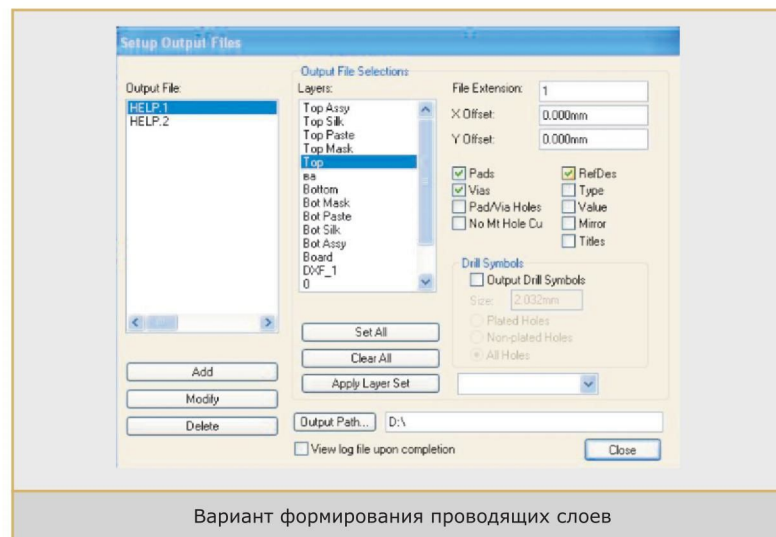 Setup Output Files
Output File:
HELP.1
HELP.2
Add
Modify
Delete
Output File Selections
Layers:
Top Assy
Top Silk
Top Paste
Top Mask
Top
ва
Bottom
Bot Mask
Bot Paste
Bot Silk
Bot Assy
Board
DXF_1
0
Set All
Clear All
Apply Layer Set
File Extension: 1
X Offset: 0.000mm
Y Offset: 0.000mm
Pads RefDes
Vias Type
Pad/Via Holes Value
No Mt Hole Cu Mirror
Titles
Drill Symbols
Output Drill Symbols
Size: 2.032mm
Plated Holes
Non-plated Holes
All Holes
Output Path... D:\
View log file upon completion
Close
Вариант формирования проводящих слоев